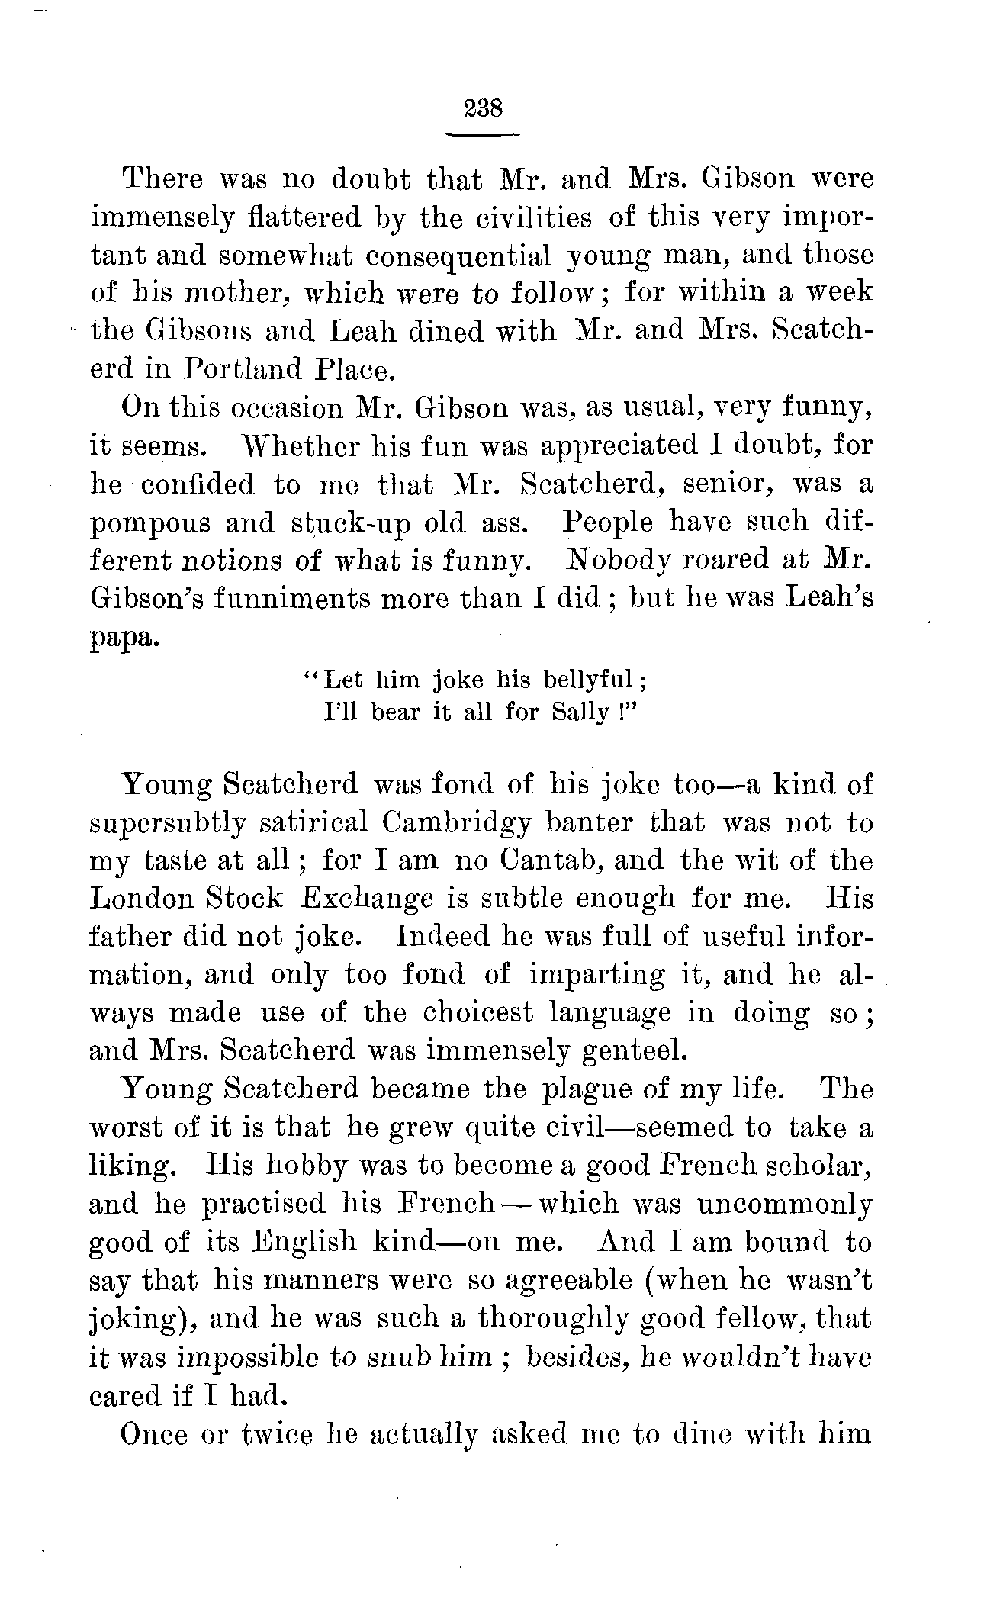 238
There was no doubt that Mr. and Mrs. Gibson were
immensely flattered by the civilities of this very impor-
tant and somewhat consequential young man, and those
of his mother, which were to follow; for within a week
the Gibsons and Leah dined with Mr. and Mrs. Scatch-
erd in Portland Place.
On this occasion Mr. Gibson was, as usual, very funny,
it seems. Whether his fun was appreciated I doubt, for
he confided to me that Mr. Scatcherd, senior, was a
pompous and stuck-up old ass. People have such dif-
ferent notions of what is funny. Nobody roared at Mr.
Gibson's funniments more than I did; but he was Leah's
papa.
"Let him joke his bellyful;
I'll bear it all for Sally!"
Young Scatcherd was fond of his joke too—a kind of
supersubtly satirical Cambridgy banter that was not to
my taste at all; for I am no Cantab, and the wit of the
London Stock Exchange is subtle enough for me. His
father did not joke. Indeed he was full of useful infor-
mation, and only too fond of imparting it, and he al-
ways made use of the choicest language in doing so;
and Mrs. Scatcherd was immensely genteel.
Young Scatcherd became the plague of my life. The
worst of it is that he grew quite civil—seemed to take a
liking. His hobby was to become a good French scholar,
and he practised his French—which was uncommonly
good of its English kind—on me. And I am bound to
say that his manners were so agreeable (when he wasn't
joking), and he was such a thoroughly good fellow, that
it was impossible to snub him; besides, he wouldn't have
cared if I had.
Once or twice he actually asked me to dine with him